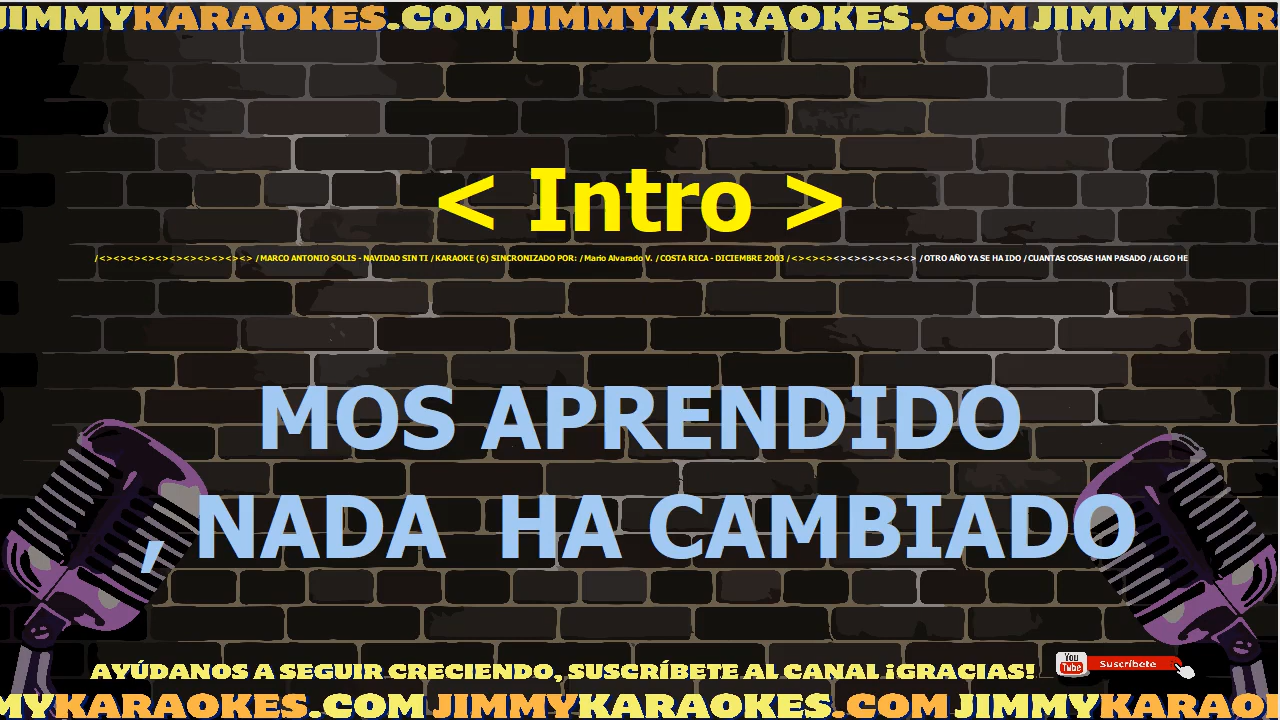 JIMMYKARAOKES.COM JIMMYKARAOKES.COM JIMMYKAR
< Intro >
/<><><><><><><><><><><> /MARCO ANTONIO SOLIS - NAVIDAD SIN TI /KARAOKE (6) SINCRONIZADO POR: /Mario Alvarado V. /COSTA RICA - DICIEMBRE 2003 /<><><><><><><><><> /OTRO AÑO YA SE HA IDO /CUANTAS COSAS HAN PASADO /ALGO HE
MOS APRENDIDO
, NADA  HA CAMBIADO
AYÚDANOS A SEGUIR CRECIENDO, SUSCRÍBETE AL CANAL ¡GRACIAS!
You Tube Suscríbete
MYKARAOKES.COM JIMMYKARAOKES.COM JIMMYKARAO